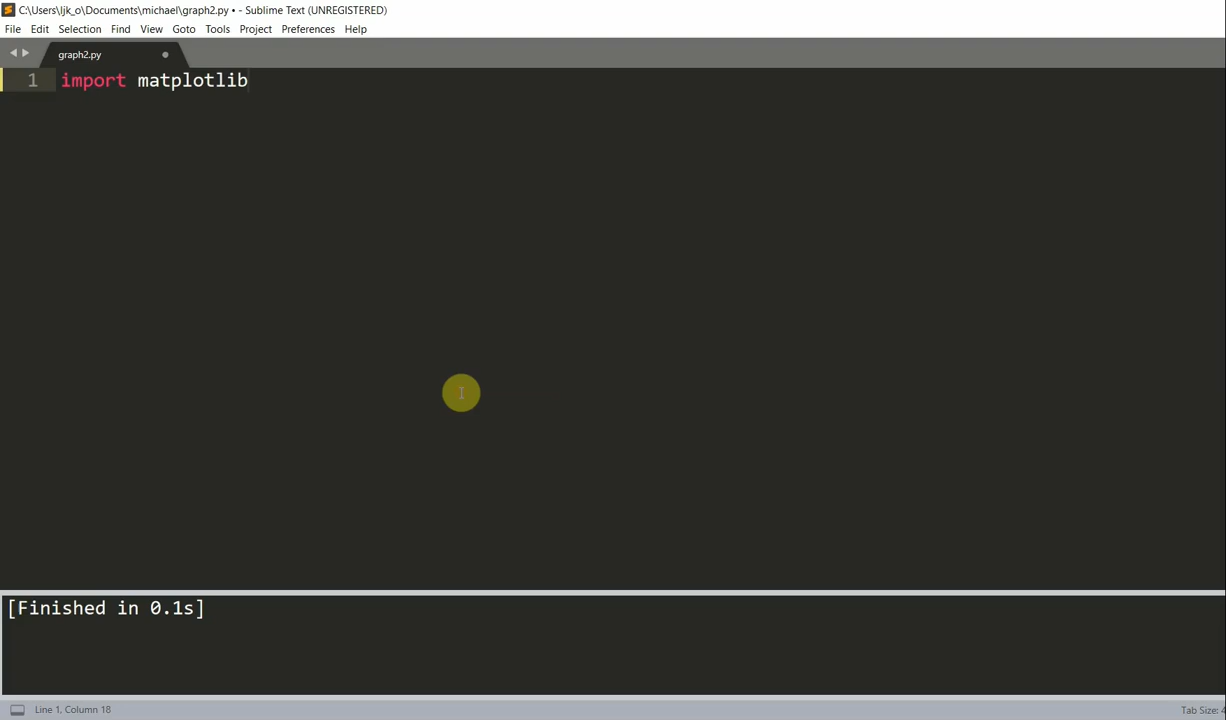 C:\Users\ljk_o\Documents\michael\graph2.py • - Sublime Text (UNREGISTERED)
File Edit Selection Find View Goto Tools Project Preferences Help
graph2.py
1 import matplotlib
[Finished in 0.1s]
Line 1, Column 18 Tab Size: 4